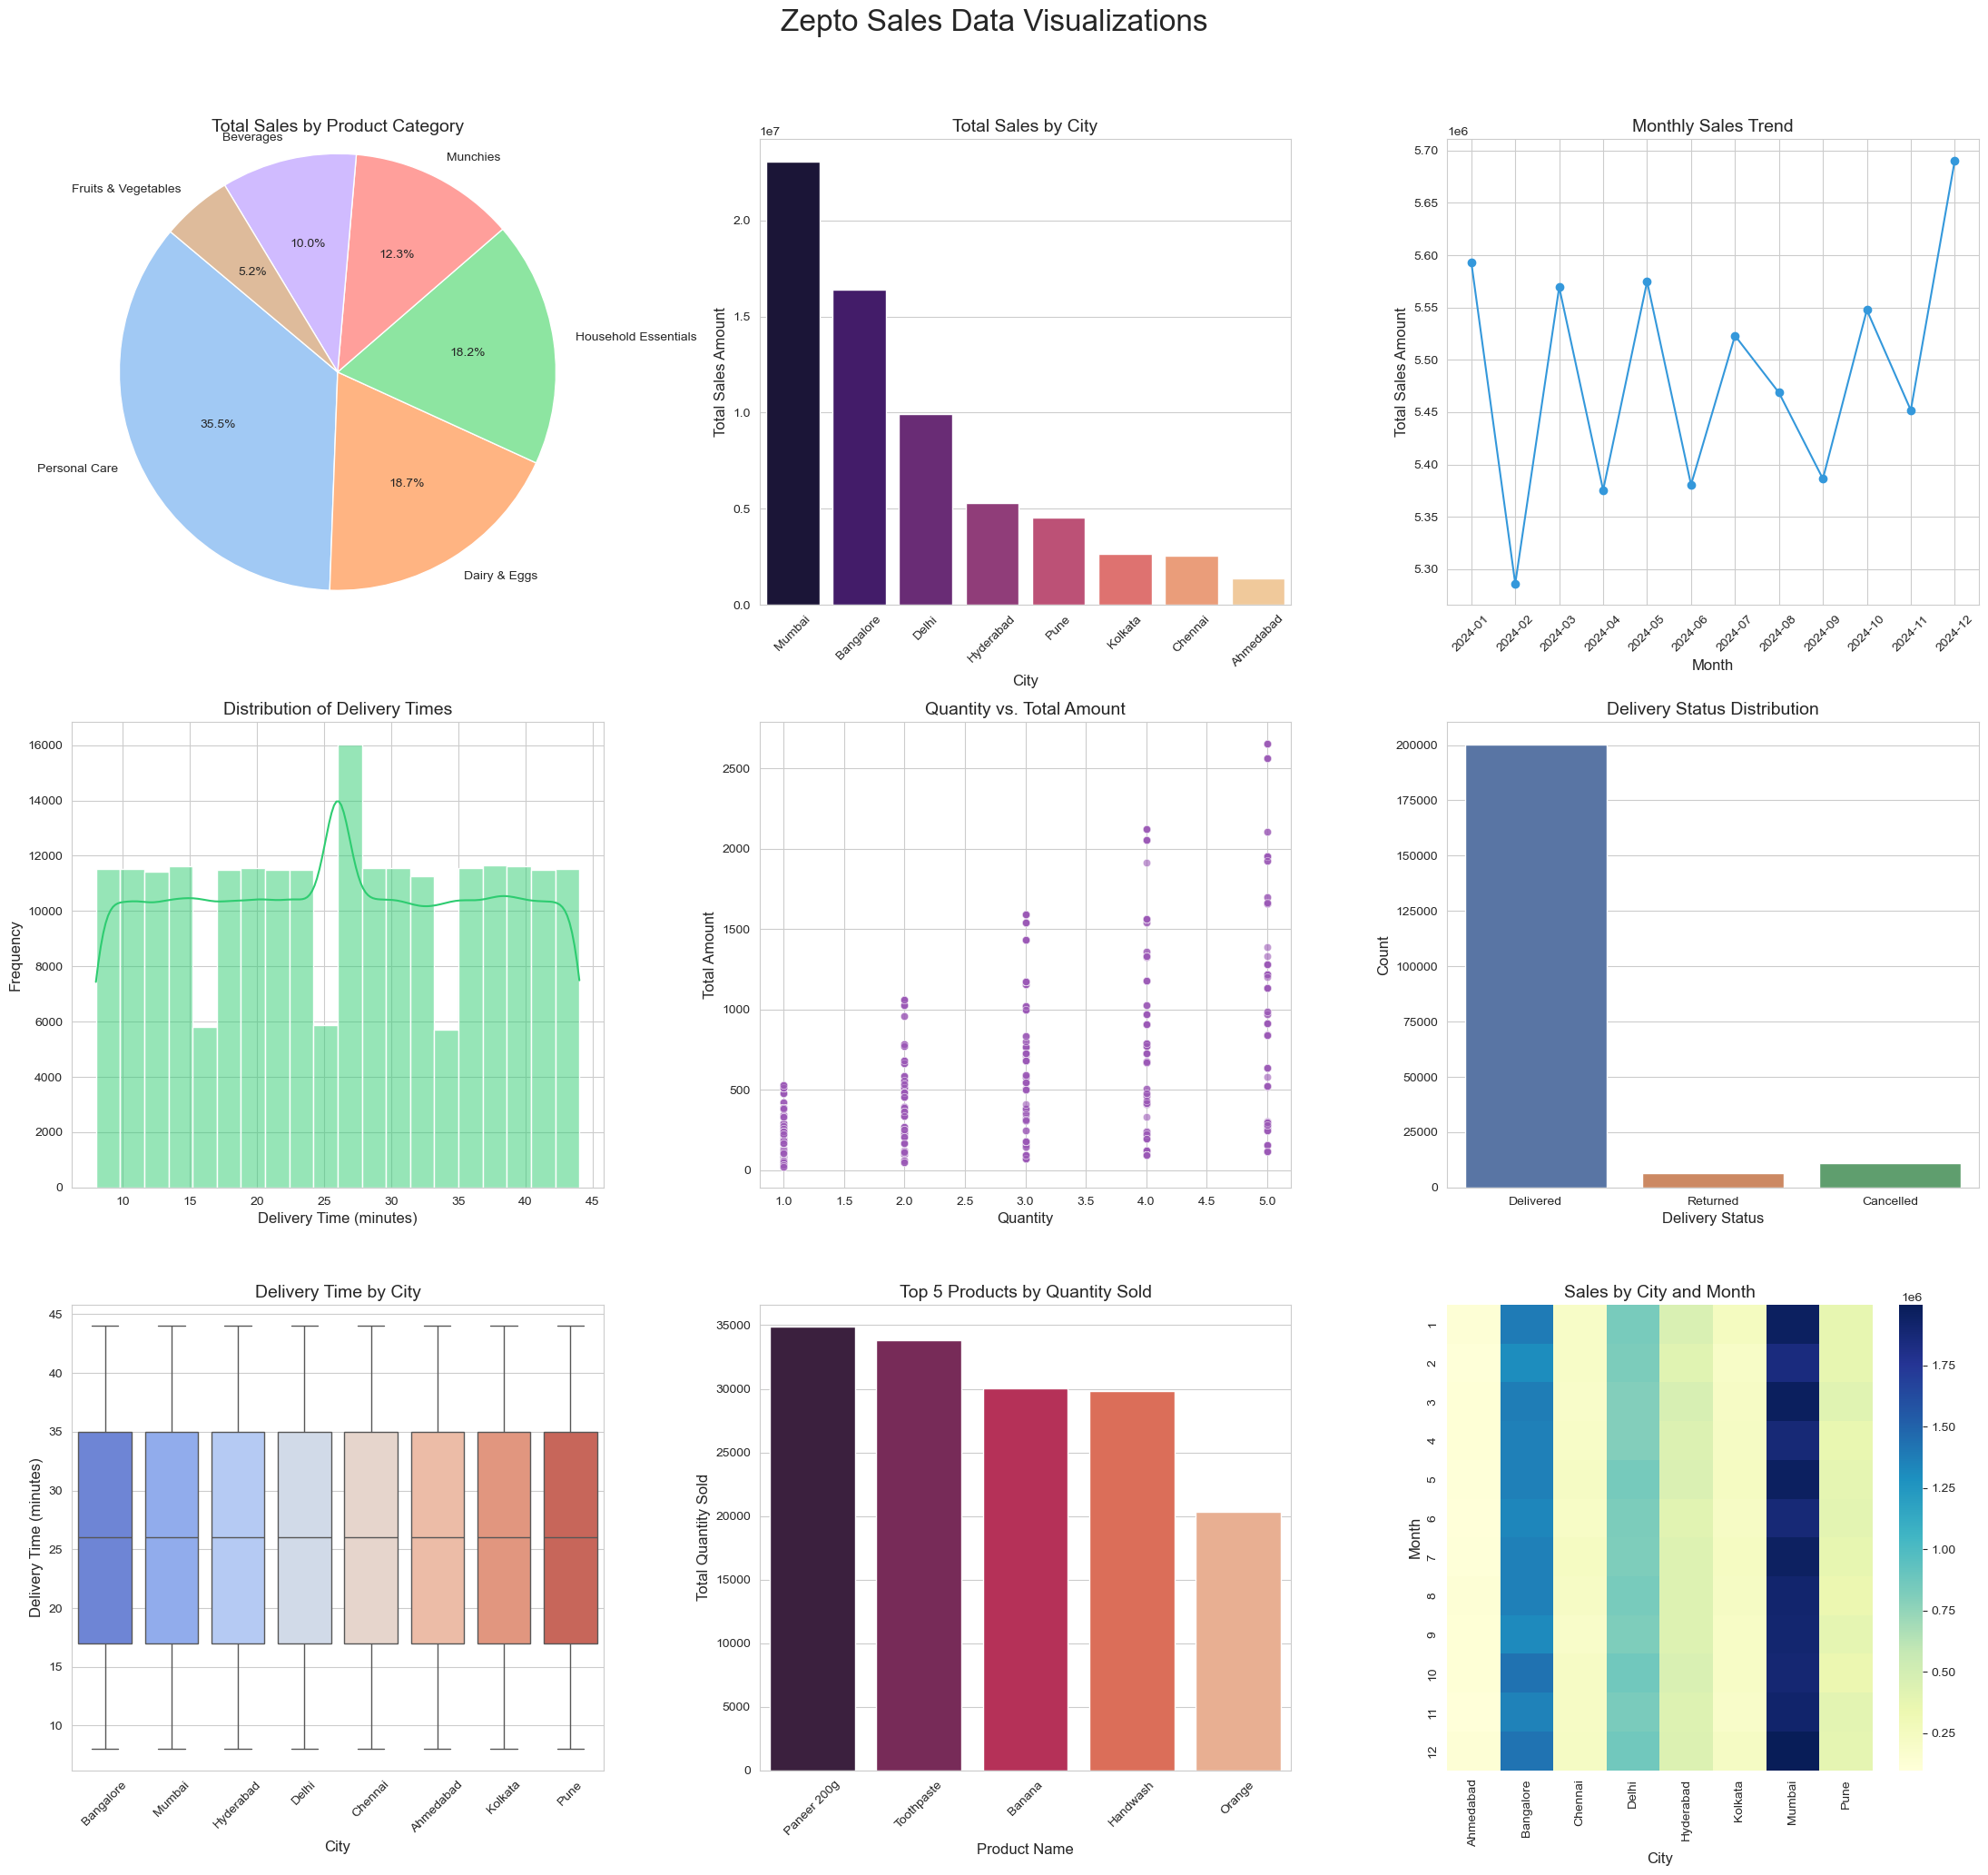 Zepto Sales Data Visualizations
Total Sales by Product Category
Beverages
Munchies
Fruits & Vegetables
10.0%
12.3%
5.2%
Household Essentials
18.2%
35.5%
Personal Care
18.7%
Dairy & Eggs
Total Sales by City
1e7
2.0
1.5
1.0
0.5
0.0
Total Sales Amount
Mumbai
Bangalore
Delhi
Hyderabad
Pune
Kolkata
Chennai
Ahmedabad
City
Monthly Sales Trend
1e6
5.70
5.65
5.60
5.55
5.50
5.45
5.40
5.35
5.30
Total Sales Amount
2024-01
2024-02
2024-03
2024-04
2024-05
2024-06
2024-07
2024-08
2024-09
2024-10
2024-11
2024-12
Month
Distribution of Delivery Times
16000
14000
12000
10000
8000
6000
4000
2000
0
Frequency
10 15 20 25 30 35 40 45
Delivery Time (minutes)
Quantity vs. Total Amount
2500
2000
1500
1000
500
0
Total Amount
1.0 1.5 2.0 2.5 3.0 3.5 4.0 4.5 5.0
Quantity
Delivery Status Distribution
200000
175000
150000
125000
100000
75000
50000
25000
0
Count
Delivered Returned Cancelled
Delivery Status
Delivery Time by City
45
40
35
30
25
20
15
10
Delivery Time (minutes)
Bangalore
Mumbai
Hyderabad
Delhi
Chennai
Ahmedabad
Kolkata
Pune
City
Top 5 Products by Quantity Sold
35000
30000
25000
20000
15000
10000
5000
0
Total Quantity Sold
Paneer 200g
Toothpaste
Banana
Handwash
Orange
Product Name
Sales by City and Month
1
2
3
4
5
6
7
8
9
10
11
12
Month
Ahmedabad
Bangalore
Chennai
Delhi
Hyderabad
Kolkata
Mumbai
Pune
City
1e6
1.75
1.50
1.25
1.00
0.75
0.50
0.25